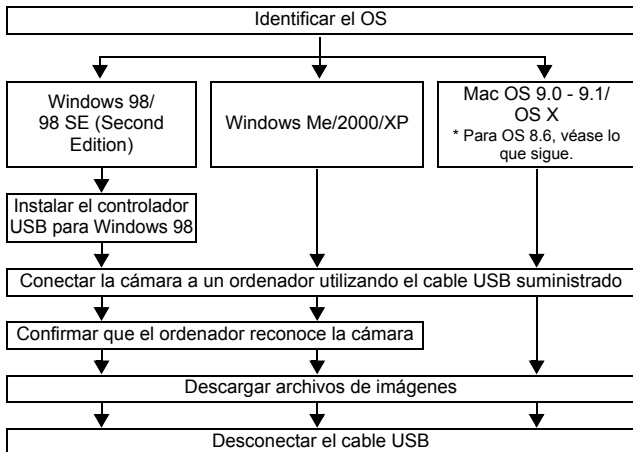 Identificar el OS
Windows 98/
98 SE (Second
Edition)
Windows Me/2000/XP
Mac OS 9.0 - 9.1/
OS X
* Para OS 8.6, véase lo
que sigue.
Instalar el controlador
USB para Windows 98
Conectar la cámara a un ordenador utilizando el cable USB suministrado
Confirmar que el ordenador reconoce la cámara
Descargar archivos de imágenes
Desconectar el cable USB